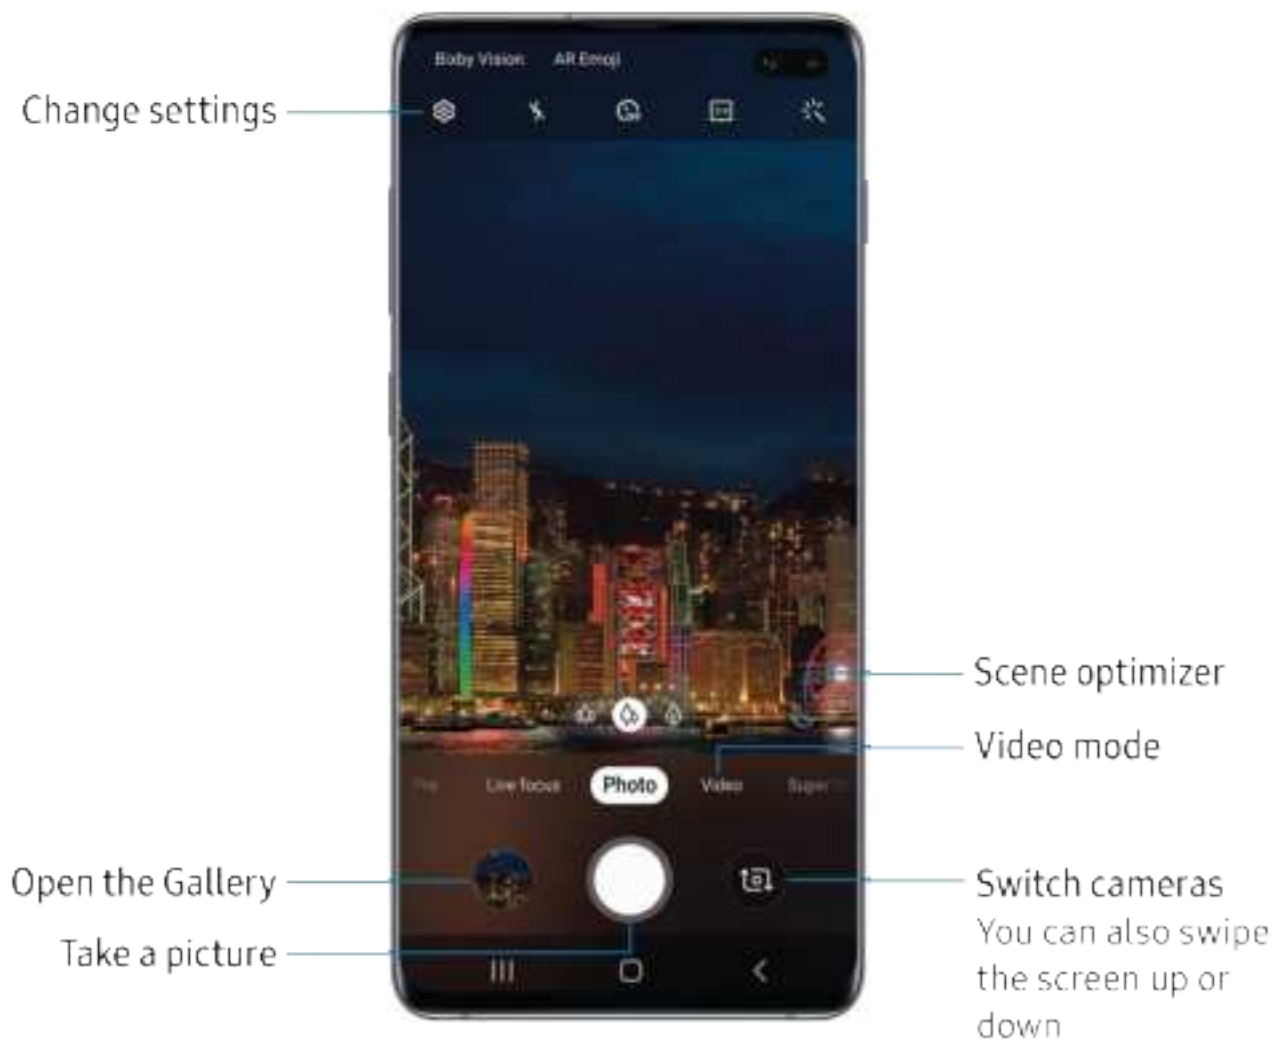 Bixby Vision AR Emoji
Change settings
Scene optimizer
Video mode
Live focus Photo Video Super
Open the Gallery
Take a picture
Switch cameras
You can also swipe
the screen up or
down